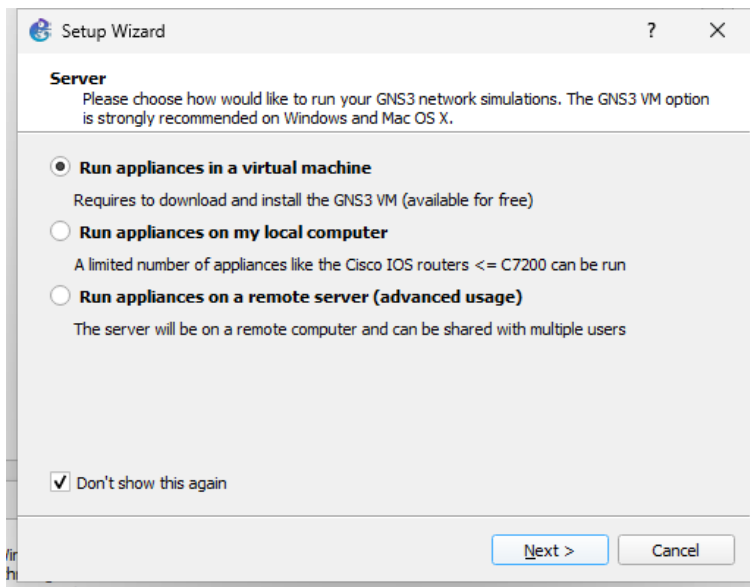 Setup Wizard
?
Server
Please choose how would like to run your GNS3 network simulations. The GNS3 VM option
is strongly recommended on Windows and Mac OS X.
Run appliances in a virtual machine
Requires to download and install the GNS3 VM (available for free)
Run appliances on my local computer
A limited number of appliances like the Cisco IOS routers <= C7200 can be run
Run appliances on a remote server (advanced usage)
The server will be on a remote computer and can be shared with multiple users
Don't show this again
Next >
Cancel